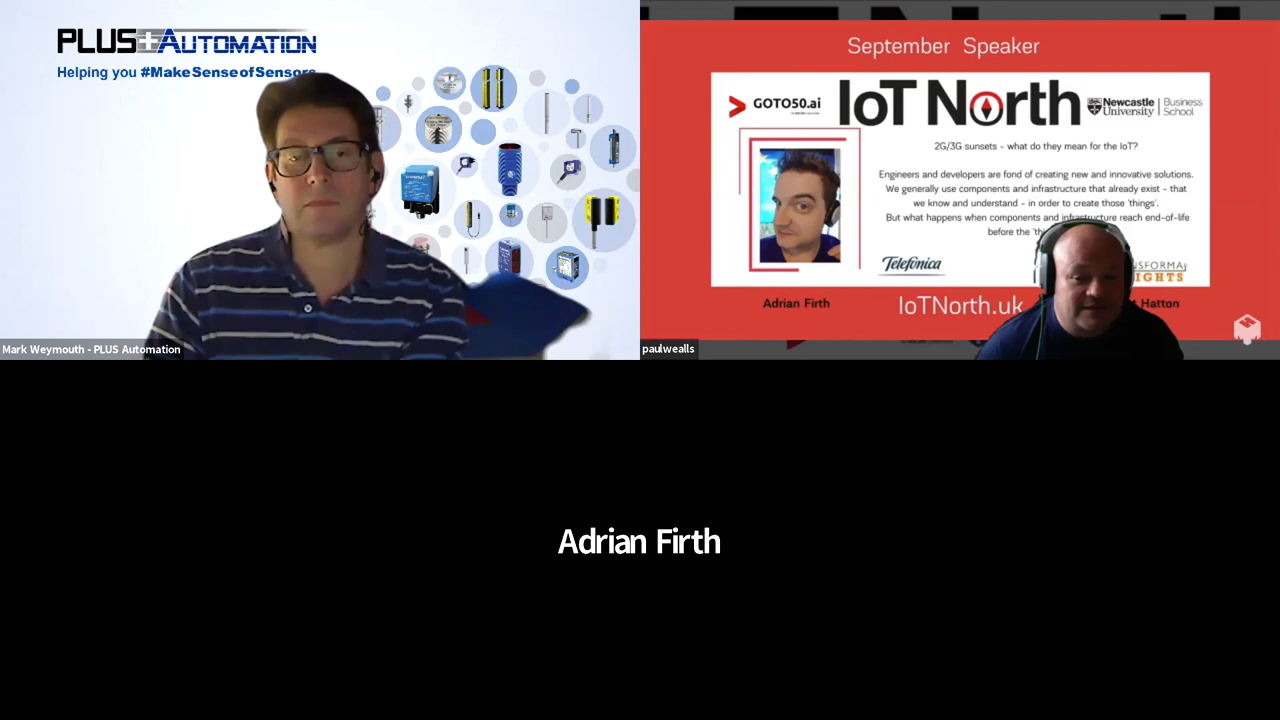 PLUS+AUTOMATION
Helping you #MakeSenseofSensors
Mark Weymouth - PLUS Automation
September Speaker
GOTO50.ai
IoT North
Newcastle University
Business School
2G/3G sunsets - what do they mean for the IoT?
Engineers and developers are fond of creating new and innovative solutions.
We generally use components and infrastructure that already exist - that
we know and understand - in order to create those 'things'.
But what happens when components and infrastructure reach end-of-life
before the
Telefónica
Adrian Firth
IoTNorth.uk
Hatton
paulwealls
Adrian Firth